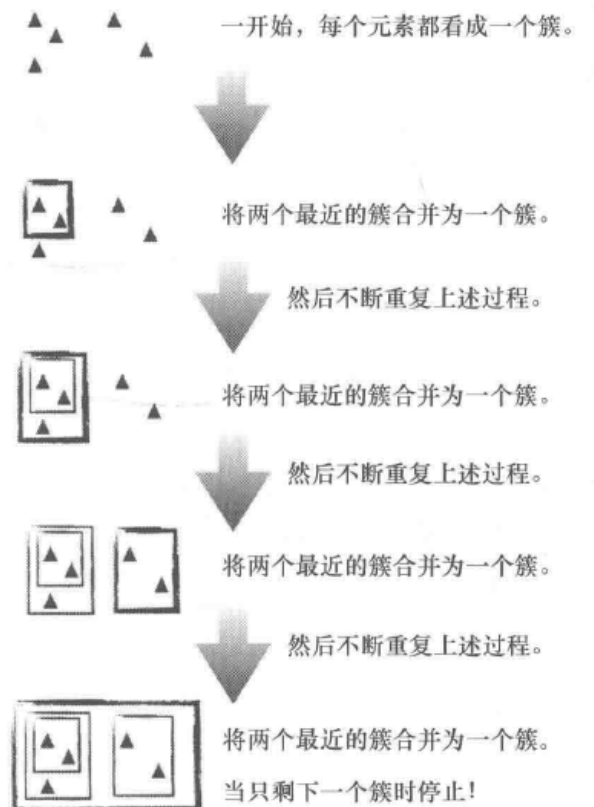 一开始，每个元素都看成一个簇。
将两个最近的簇合并为一个簇。
然后不断重复上述过程。
将两个最近的簇合并为一个簇。
然后不断重复上述过程。
将两个最近的簇合并为一个簇。
然后不断重复上述过程。
将两个最近的簇合并为一个簇。
当只剩下一个簇时停止！